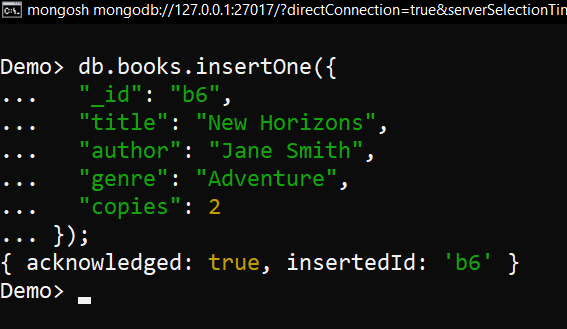 mongosh mongodb://127.0.0.1:27017/?directConnection=true&serverSelectionTin
Demo> db.books.insertOne({
...   "_id": "b6",
...   "title": "New Horizons",
...   "author": "Jane Smith",
...   "genre": "Adventure",
...   "copies": 2
... });
{ acknowledged: true, insertedId: 'b6' }
Demo>